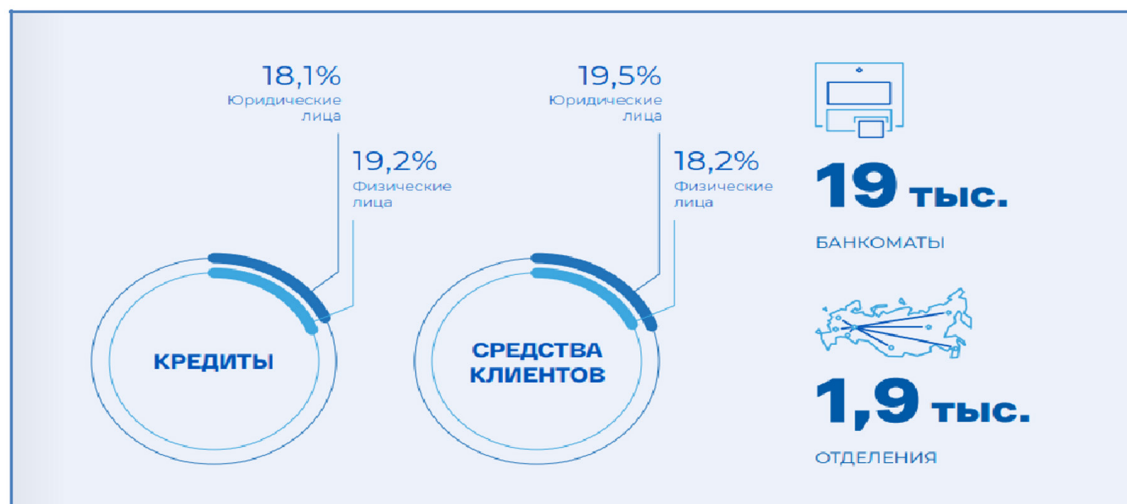 18,1%
Юридические
лица
19,2%
Физические
лица
КРЕДИТЫ
19,5%
Юридические
лица
18,2%
Физические
лица
СРЕДСТВА
КЛИЕНТОВ
19 тыс.
БАНКОМАТЫ
1,9 тыс.
ОТДЕЛЕНИЯ